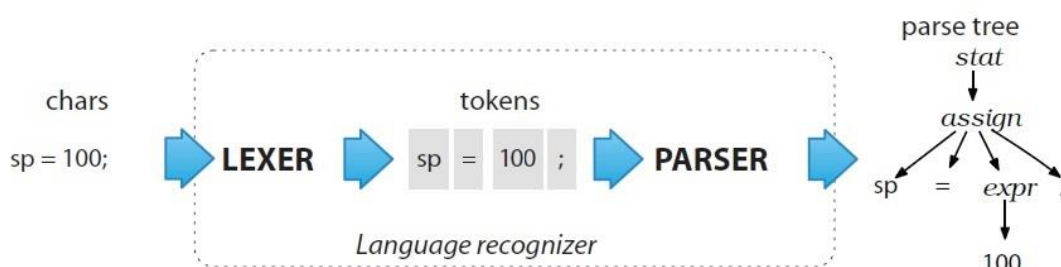 parse tree
stat
chars
tokens
assign
sp = 100;
LEXER
sp = 100 ;
PARSER
sp = expr
Language recognizer
100